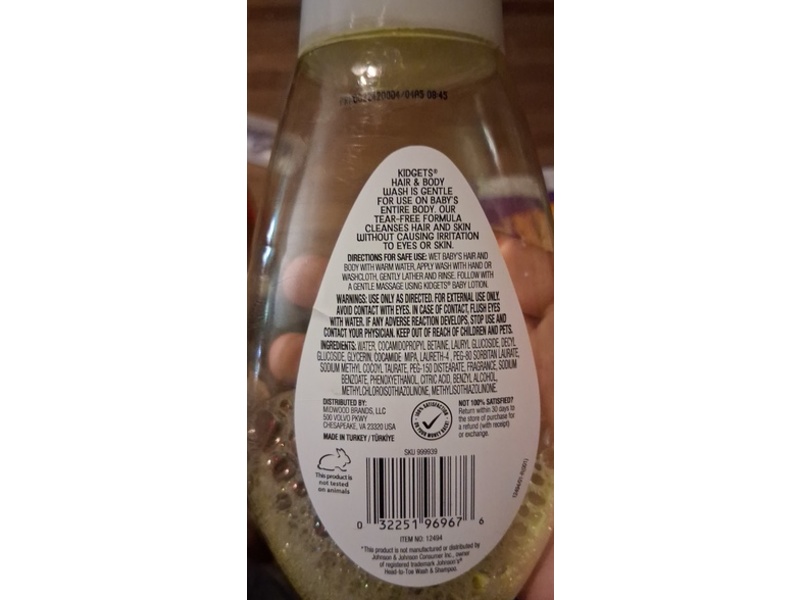 08:45
KIDGETS®
HAIR & BODY
WASH IS GENTLE
FOR USE ON BABY'S
ENTIRE BODY. OUR
TEAR-FREE FORMULA
CLEANSES HAIR AND SKIN
WITHOUT CAUSING IRRITATION
TO EYES OR SKIN.
DIRECTIONS FOR SAFE USE: WET BABY'S HAIR AND
BODY WITH WARM WATER, APPLY WASH WITH HAND OR
WASHCLOTH, GENTLY LATHER AND RINSE. FOLLOW WITH
A GENTLE MASSAGE USING KIDGETS® BABY LOTION.
WARNINGS: USE ONLY AS DIRECTED. FOR EXTERNAL USE ONLY.
AVOID CONTACT WITH EYES. IN CASE OF CONTACT, FLUSH EYES
WITH WATER. IF ANY ADVERSE REACTION DEVELOPS, STOP USE AND
CONTACT YOUR PHYSICIAN. KEEP OUT OF REACH OF CHILDREN AND PETS.
INGREDIENTS: WATER, COCAMIDOPROPYL BETAINE, LAURYL GLUCOSIDE, DECYL
GLUCOSIDE, GLYCERIN, COCAMIDE MIPA, LAURETH-4, PEG-80 SORBITAN LAURATE,
SODIUM METHYL COCOYL TAURATE, PEG-150 DISTEARATE, FRAGRANCE, SODIUM
BENZOATE, PHENOXYETHANOL, CITRIC ACID, BENZYL ALCOHOL,
METHYLCHLOROISOTHIAZOLINONE, METHYLISOTHIAZOLINONE.
DISTRIBUTED BY:
MIDWOOD BRANDS, LLC
500 VOLVO PKWY
CHESAPEAKE, VA 23320 USA
MADE IN TURKEY / TÜRKİYE
100% SATISFACTION
OR YOUR MONEY BACK!
NOT 100% SATISFIED?
Return within 30 days to
the store of purchase for
a refund (with receipt)
or exchange.
This product is
not tested
on animals
SKU 999939
0 32251 96967 6
ITEM NO: 12494
*This product is not manufactured or distributed by
Johnson & Johnson Consumer Inc., owner
of registered trademark Johnson's®
Head-to-Toe Wash & Shampoo.